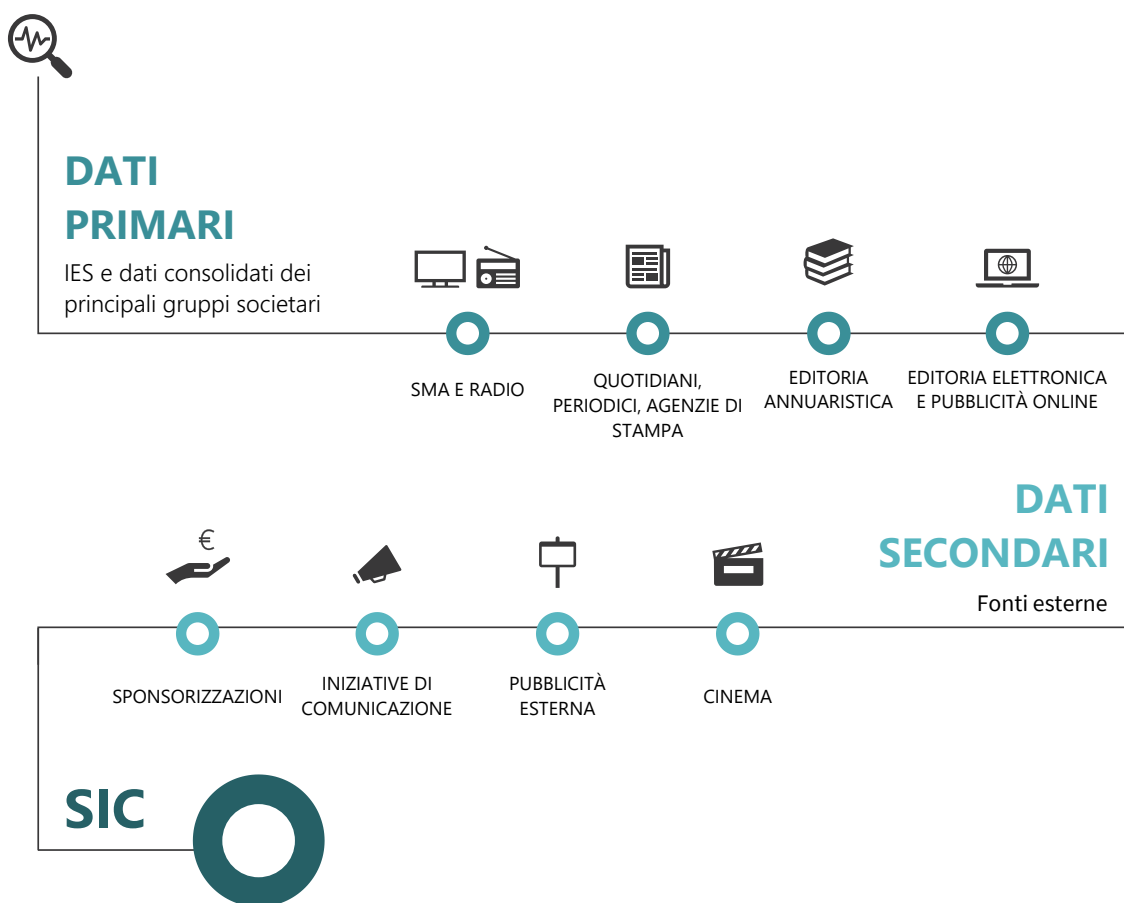 DATI
PRIMARI
IES e dati consolidati dei
principali gruppi societari
SMA E RADIO
QUOTIDIANI,
PERIODICI, AGENZIE DI
STAMPA
EDITORIA
ANNUARISTICA
EDITORIA ELETTRONICA
E PUBBLICITÀ ONLINE
DATI
SECONDARI
Fonti esterne
€
SPONSORIZZAZIONI
INIZIATIVE DI
COMUNICAZIONE
PUBBLICITÀ
ESTERNA
CINEMA
SIC